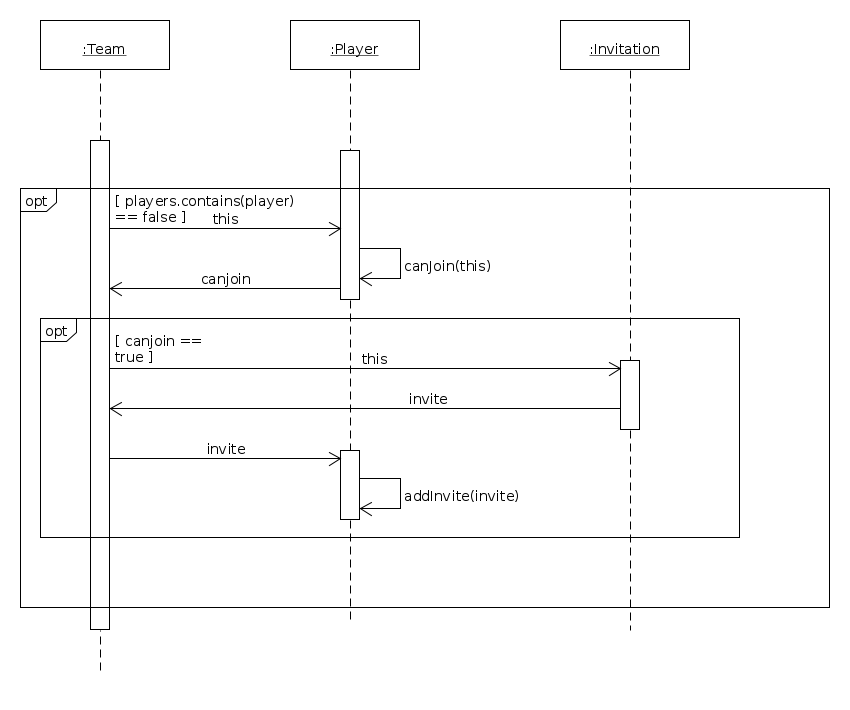 :Team
:Player
:Invitation
opt
[ players.contains(player)
== false ]
this
canJoin(this)
canjoin
opt
[ canjoin ==
true ]
this
invite
invite
addInvite(invite)